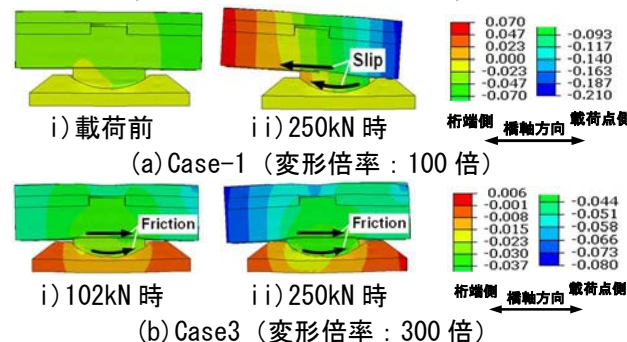 Slip
i)載荷前
ii)250kN 時
0.070
0.047
0.023
0.000
-0.023
-0.047
-0.070
-0.093
-0.117
-0.140
-0.163
-0.187
-0.210
桁端側
橋軸方向
載荷点側
(a)Case-1（変形倍率：100 倍）
Friction
Friction
i)102kN 時
ii)250kN 時
0.006
-0.001
-0.008
-0.015
-0.023
-0.030
-0.037
-0.044
-0.051
-0.058
-0.066
-0.073
-0.080
桁端側
橋軸方向
載荷点側
(b)Case3（変形倍率：300 倍）